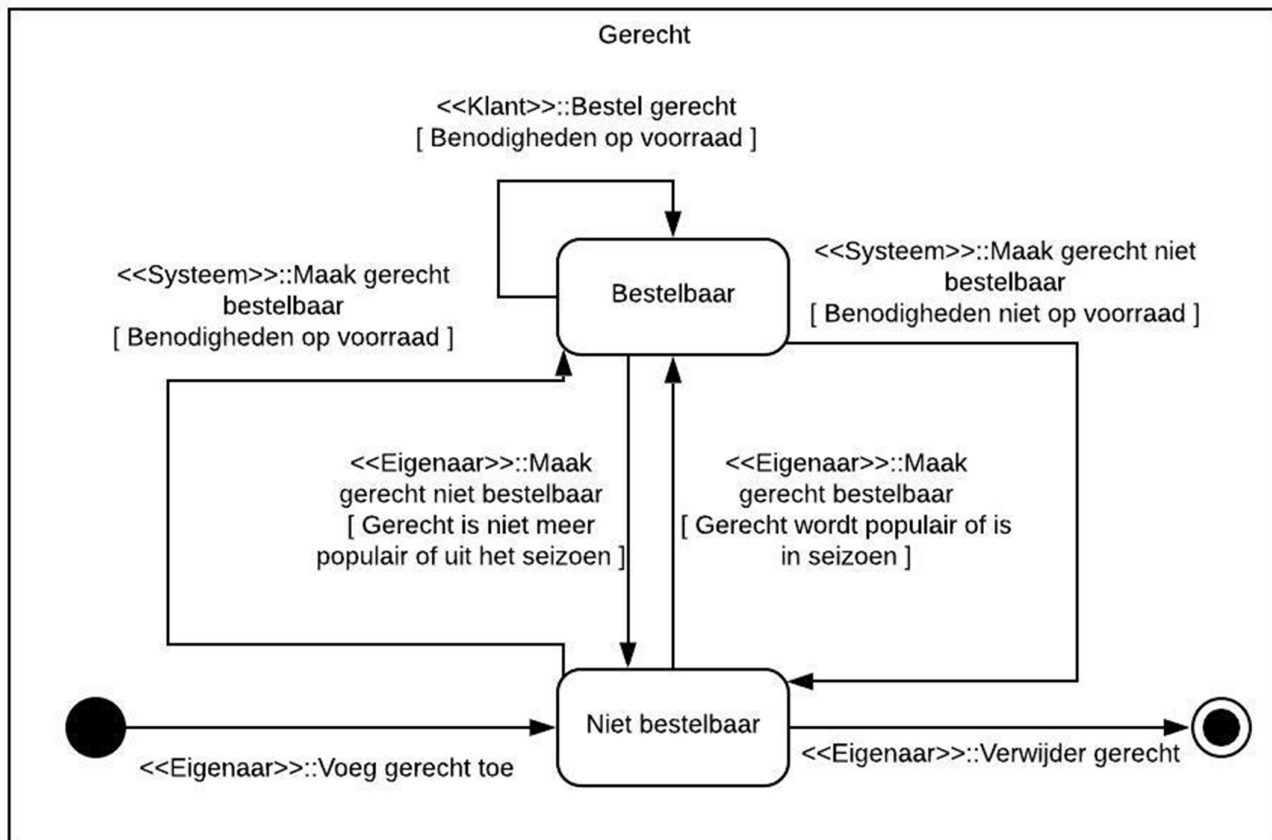 Gerecht
<<Klant>>::Bestel gerecht
[ Benodigheden op voorraad ]
<<Systeem>>::Maak gerecht
bestelbaar
[ Benodigheden op voorraad ]
Bestelbaar
<<Systeem>>::Maak gerecht niet
bestelbaar
[ Benodigheden niet op voorraad ]
<<Eigenaar>>::Maak
gerecht niet bestelbaar
[ Gerecht is niet meer
populair of uit het seizoen ]
<<Eigenaar>>::Maak
gerecht bestelbaar
[ Gerecht wordt populair of is
in seizoen ]
Niet bestelbaar
<<Eigenaar>>::Voeg gerecht toe
<<Eigenaar>>::Verwijder gerecht